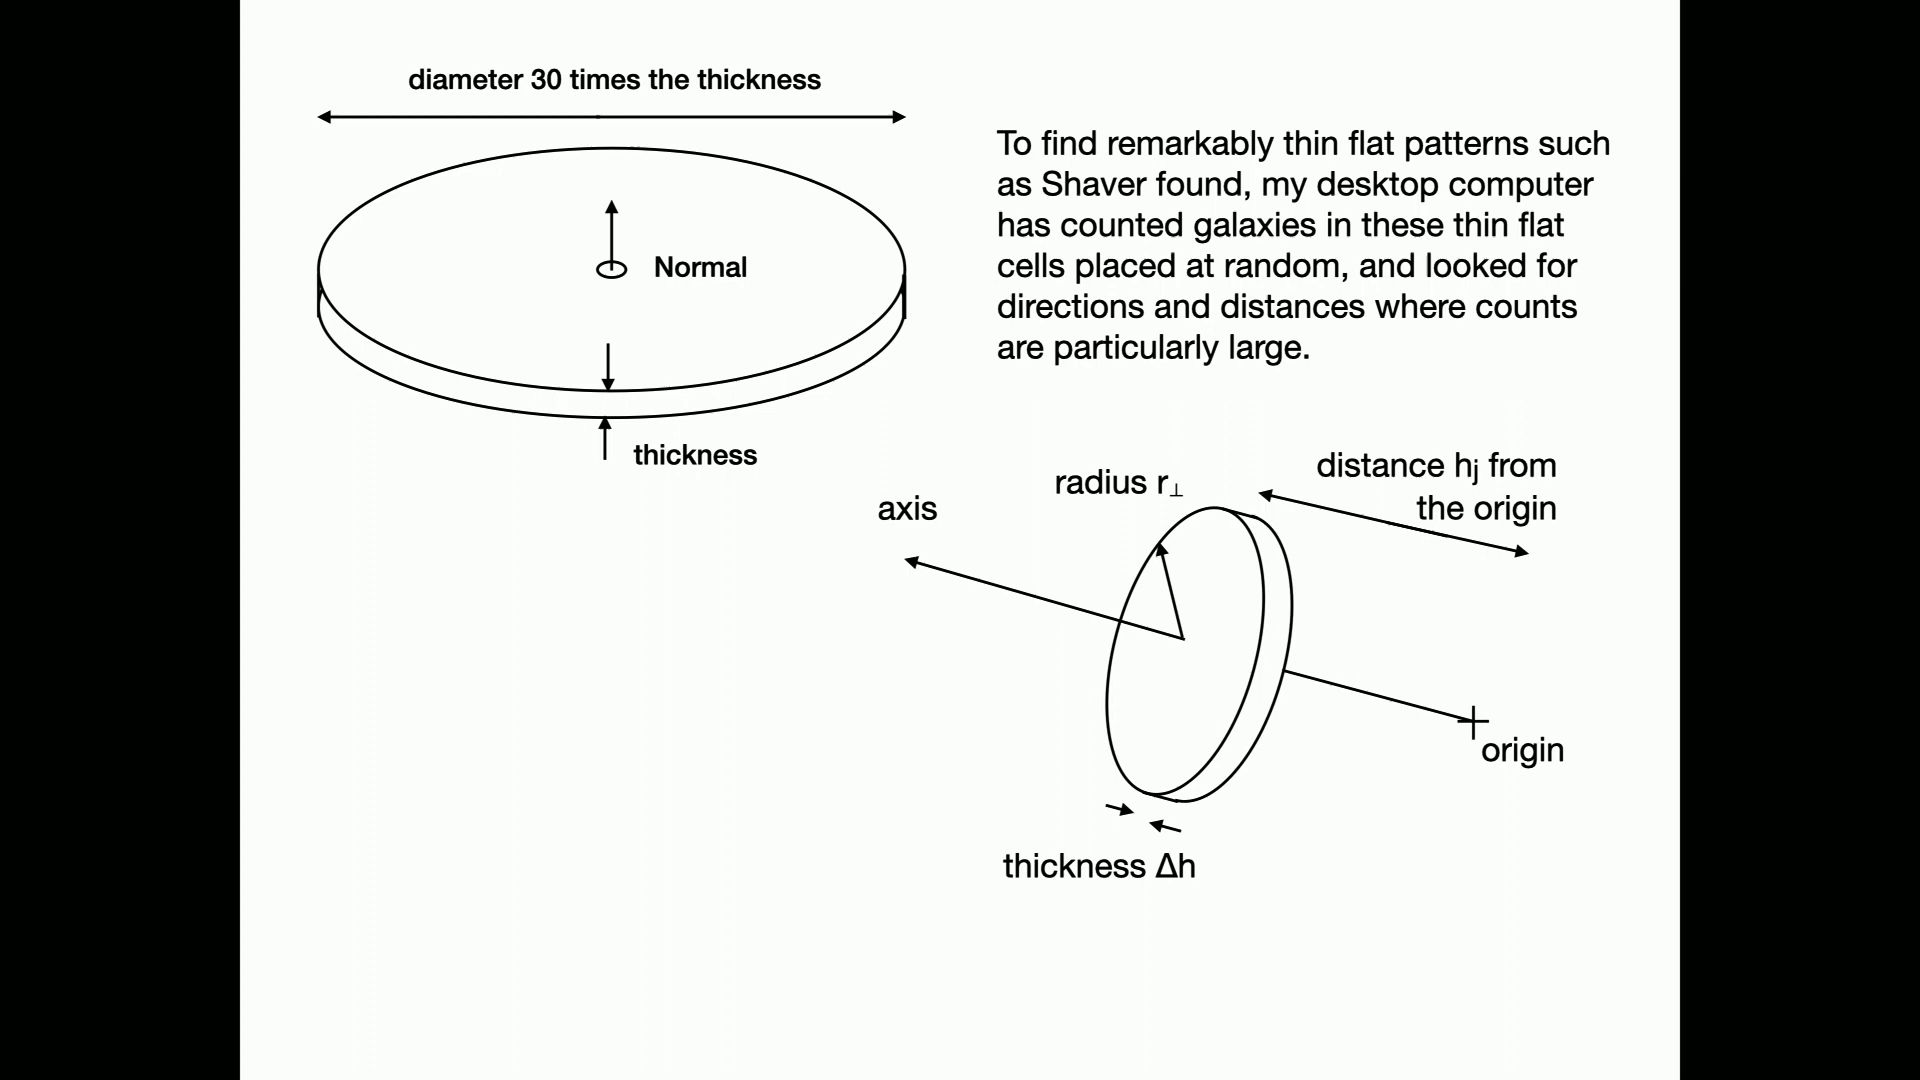 diameter 30 times the thickness
Normal
thickness
To find remarkably thin flat patterns such
as Shaver found, my desktop computer
has counted galaxies in these thin flat
cells placed at random, and looked for
directions and distances where counts
are particularly large.
axis
radius r⊥
distance hj from
the origin
origin
thickness Δh